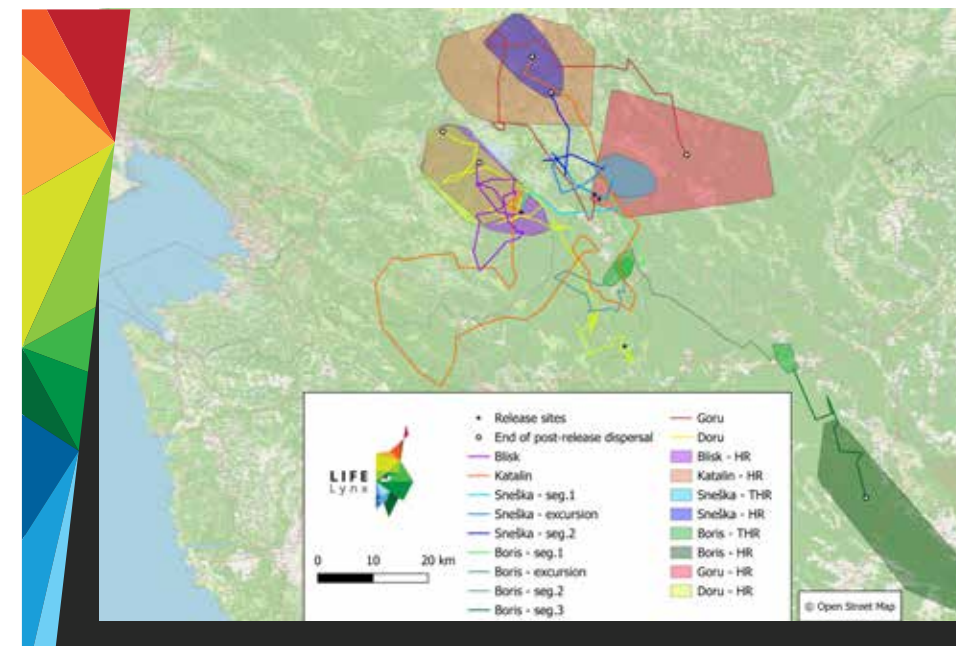 LIFE
Lynx
0 10 20 km
Release sites
End of post-release dispersal
Blisk
Katalin
Sneška - seg.1
Sneška - excursion
Sneška - seg.2
Boris - seg.1
Boris - excursion
Boris - seg.2
Boris - seg.3
Goru
Doru
Blisk - HR
Katalin - HR
Sneška - THR
Sneška - HR
Boris - THR
Boris - HR
Goru - HR
Doru - HR
© Open Street Map